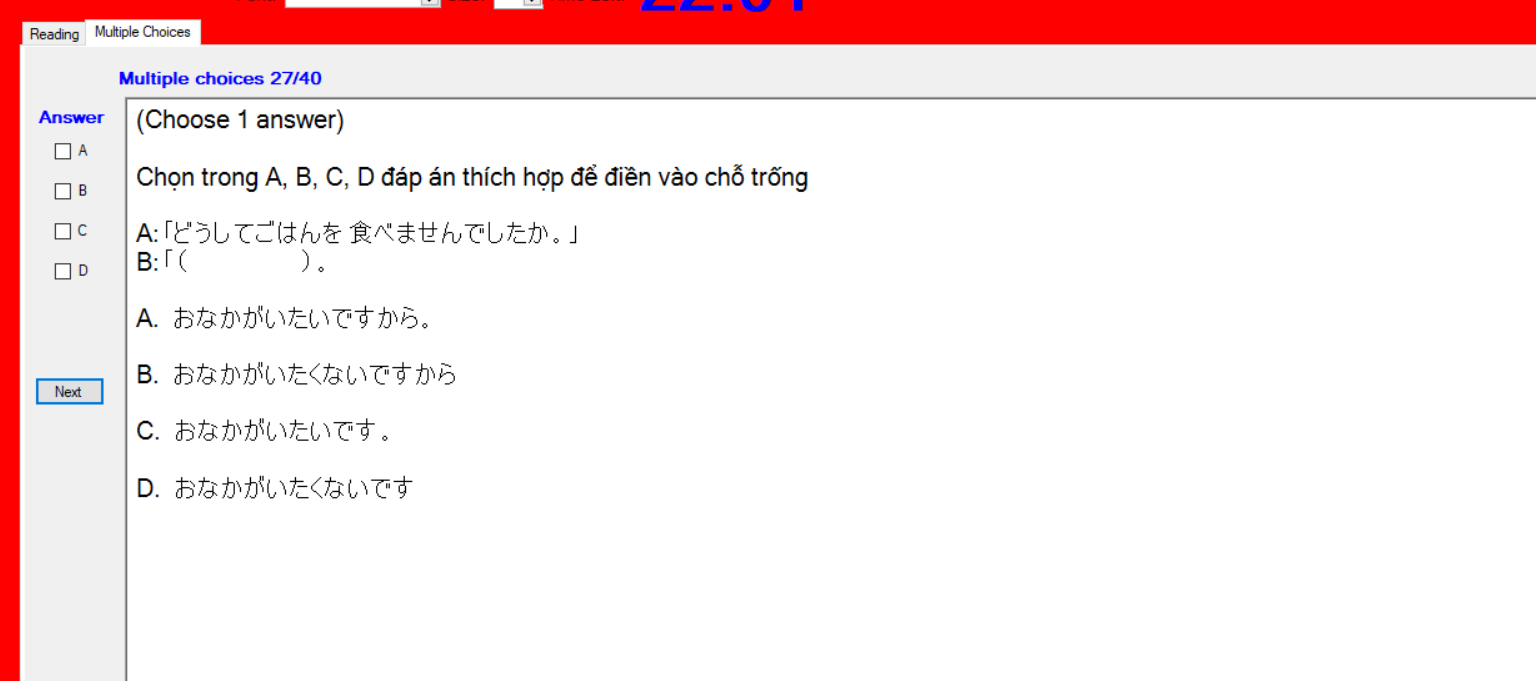 Reading Multiple Choices
Multiple choices 27/40
Answer
A
B
C
D
Next
(Choose 1 answer)
Chọn trong A, B, C, D đáp án thích hợp để điền vào chỗ trống
A:「どうしてごはんを 食べませんでしたか。」
B:「( )。
A. おなかがいたいですから。
B. おなかがいたくないですから
C. おなかがいたいです。
D. おなかがいたくないです